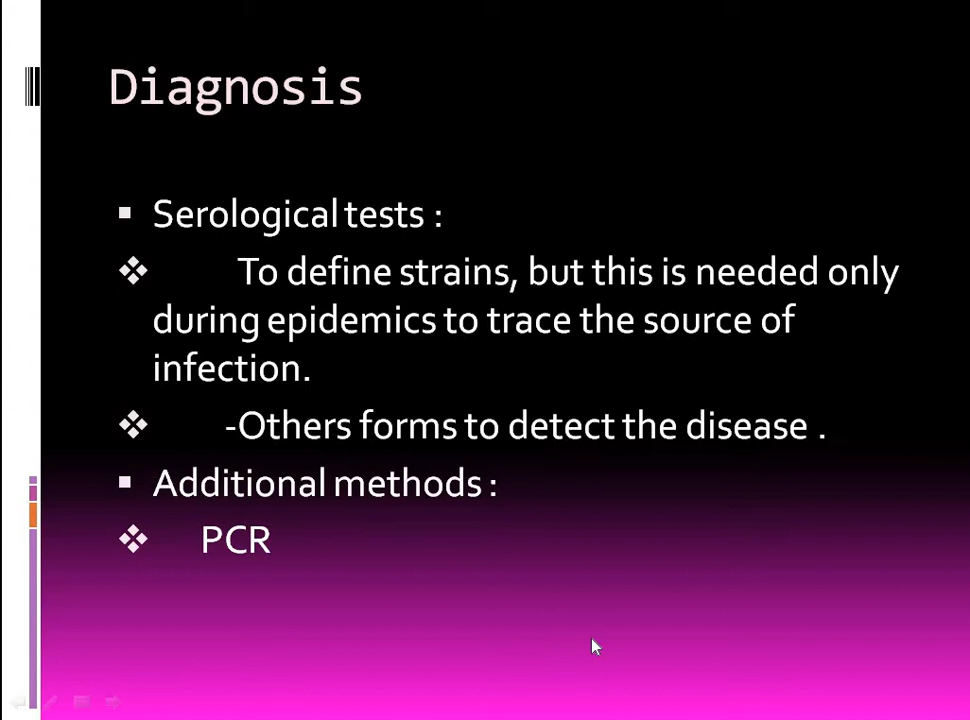 Diagnosis
Serological tests :
To define strains, but this is needed only
during epidemics to trace the source of
infection.
-Others forms to detect the disease .
Additional methods :
PCR